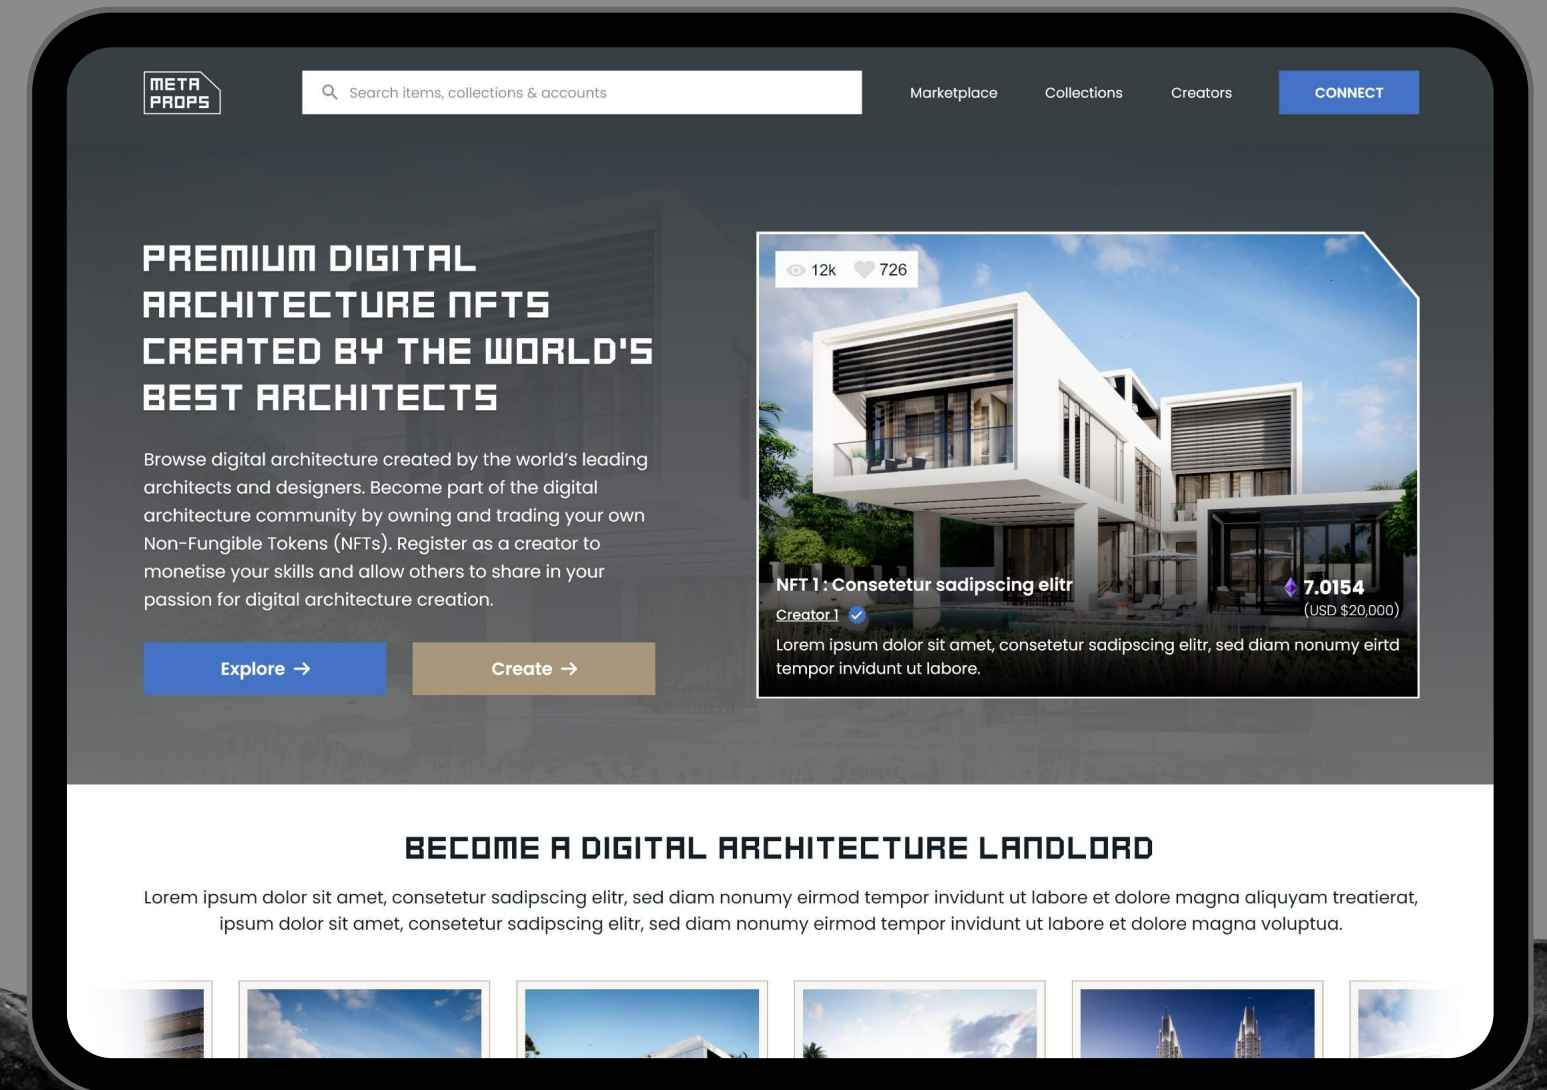 META
PROPS
Search items, collections & accounts
Marketplace
Collections
Creators
CONNECT
PREMIUM DIGITAL
ARCHITECTURE NFTS
CREATED BY THE WORLD'S
BEST ARCHITECTS
Browse digital architecture created by the world’s leading
architects and designers. Become part of the digital
architecture community by owning and trading your own
Non-Fungible Tokens (NFTs). Register as a creator to
monetise your skills and allow others to share in your
passion for digital architecture creation.
Explore →
Create →
12k
726
NFT 1 : Consetetur sadipscing elitr
Creator 1
7.0154
(USD $20,000)
Lorem ipsum dolor sit amet, consetetur sadipscing elitr, sed diam nonumy eirtd
tempor invidunt ut labore.
BECOME A DIGITAL ARCHITECTURE LANDLORD
Lorem ipsum dolor sit amet, consetetur sadipscing elitr, sed diam nonumy eirmod tempor invidunt ut labore et dolore magna aliquyam treatierat,
ipsum dolor sit amet, consetetur sadipscing elitr, sed diam nonumy eirmod tempor invidunt ut labore et dolore magna voluptua.